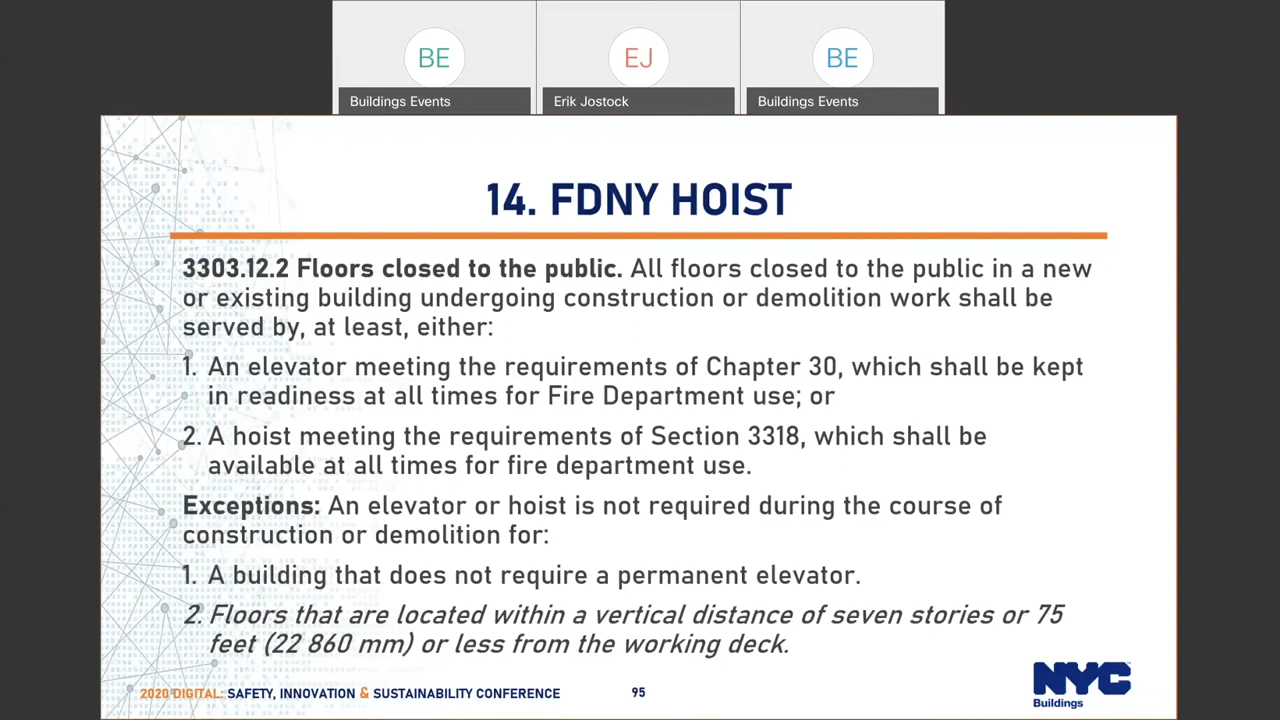 BE
EJ
BE
Buildings Events
Erik Jostock
Buildings Events
14. FDNY HOIST
3303.12.2 Floors closed to the public. All floors closed to the public in a new
or existing building undergoing construction or demolition work shall be
served by, at least, either:
1. An elevator meeting the requirements of Chapter 30, which shall be kept
in readiness at all times for Fire Department use; or
2. A hoist meeting the requirements of Section 3318, which shall be
available at all times for fire department use.
Exceptions: An elevator or hoist is not required during the course of
construction or demolition for:
1. A building that does not require a permanent elevator.
2. Floors that are located within a vertical distance of seven stories or 75
feet (22 860 mm) or less from the working deck.
2020 DIGITAL: SAFETY, INNOVATION & SUSTAINABILITY CONFERENCE
95
NYC
Buildings